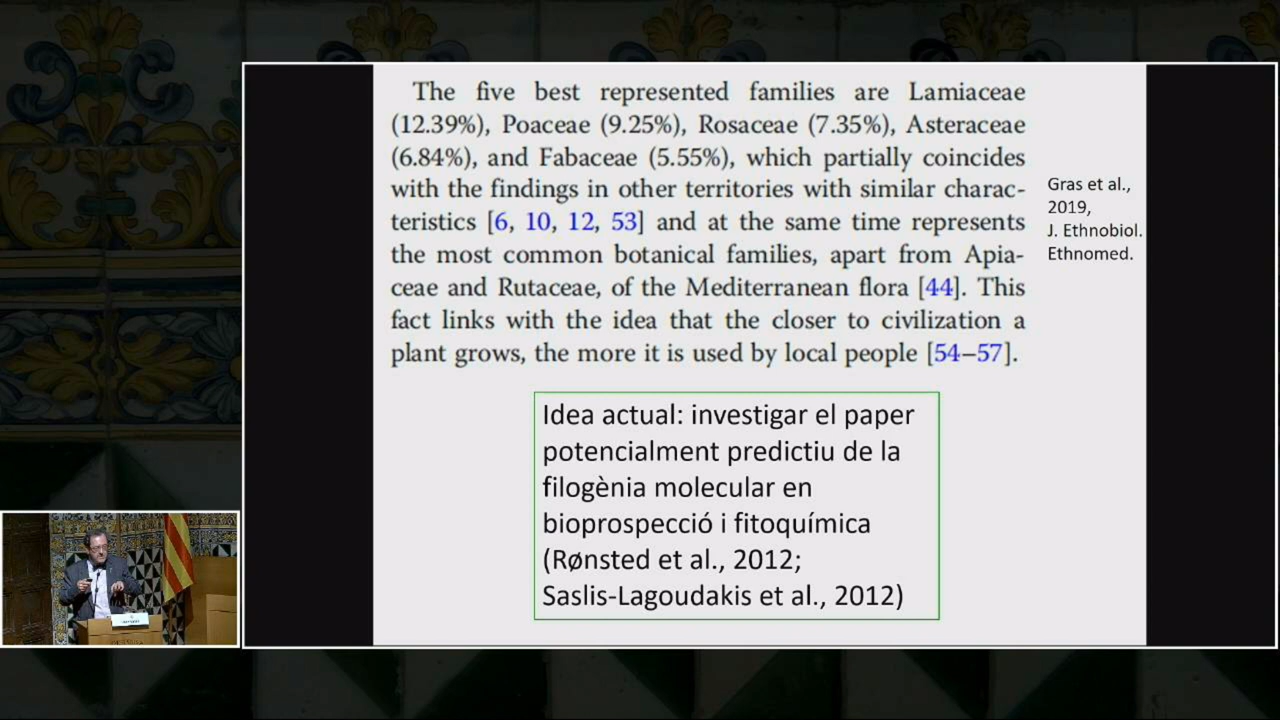 The five best represented families are Lamiaceae
(12.39%), Poaceae (9.25%), Rosaceae (7.35%), Asteraceae
(6.84%), and Fabaceae (5.55%), which partially coincides
with the findings in other territories with similar charac-
teristics [6, 10, 12, 53] and at the same time represents
the most common botanical families, apart from Apia-
ceae and Rutaceae, of the Mediterranean flora [44]. This
fact links with the idea that the closer to civilization a
plant grows, the more it is used by local people [54–57].
Gras et al.,
2019,
J. Ethnobiol.
Ethnomed.
Idea actual: investigar el paper
potencialment predictiu de la
filogènia molecular en
bioprospecció i fitoquímica
(Rønsted et al., 2012;
Saslis-Lagoudakis et al., 2012)